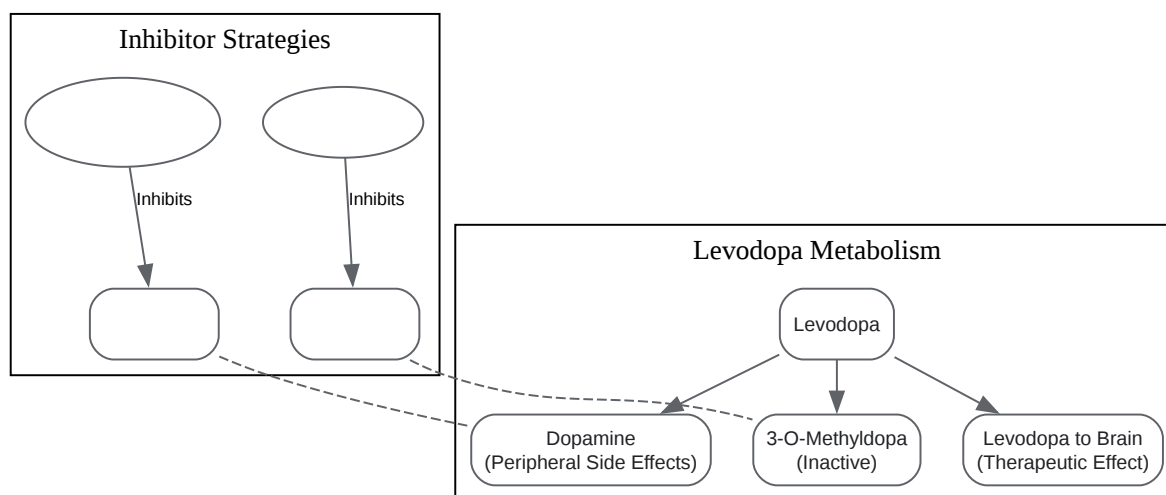 Inhibitor Strategies
Inhibits
Inhibits
Levodopa Metabolism
Levodopa
Dopamine
(Peripheral Side Effects)
3-O-Methyldopa
(Inactive)
Levodopa to Brain
(Therapeutic Effect)